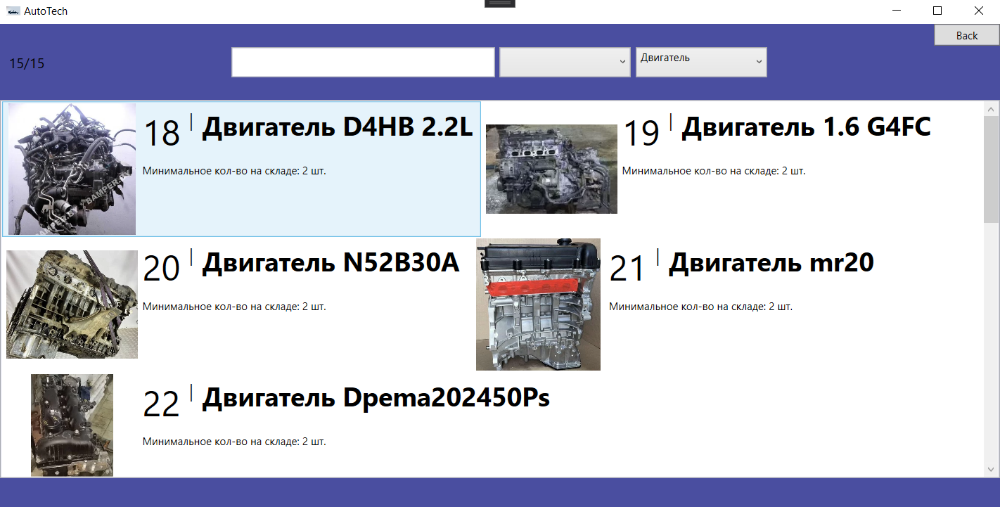 AutoTech
Back
15/15
Двигатель
18 | Двигатель D4HB 2.2L
Минимальное кол-во на складе: 2 шт.
BAMPER.BY BAMPER.
19 | Двигатель 1.6 G4FC
Минимальное кол-во на складе: 2 шт.
20 | Двигатель N52B30A
Минимальное кол-во на складе: 2 шт.
21 | Двигатель mr20
Минимальное кол-во на складе: 2 шт.
22 | Двигатель Dpema202450Ps
Минимальное кол-во на складе: 2 шт.